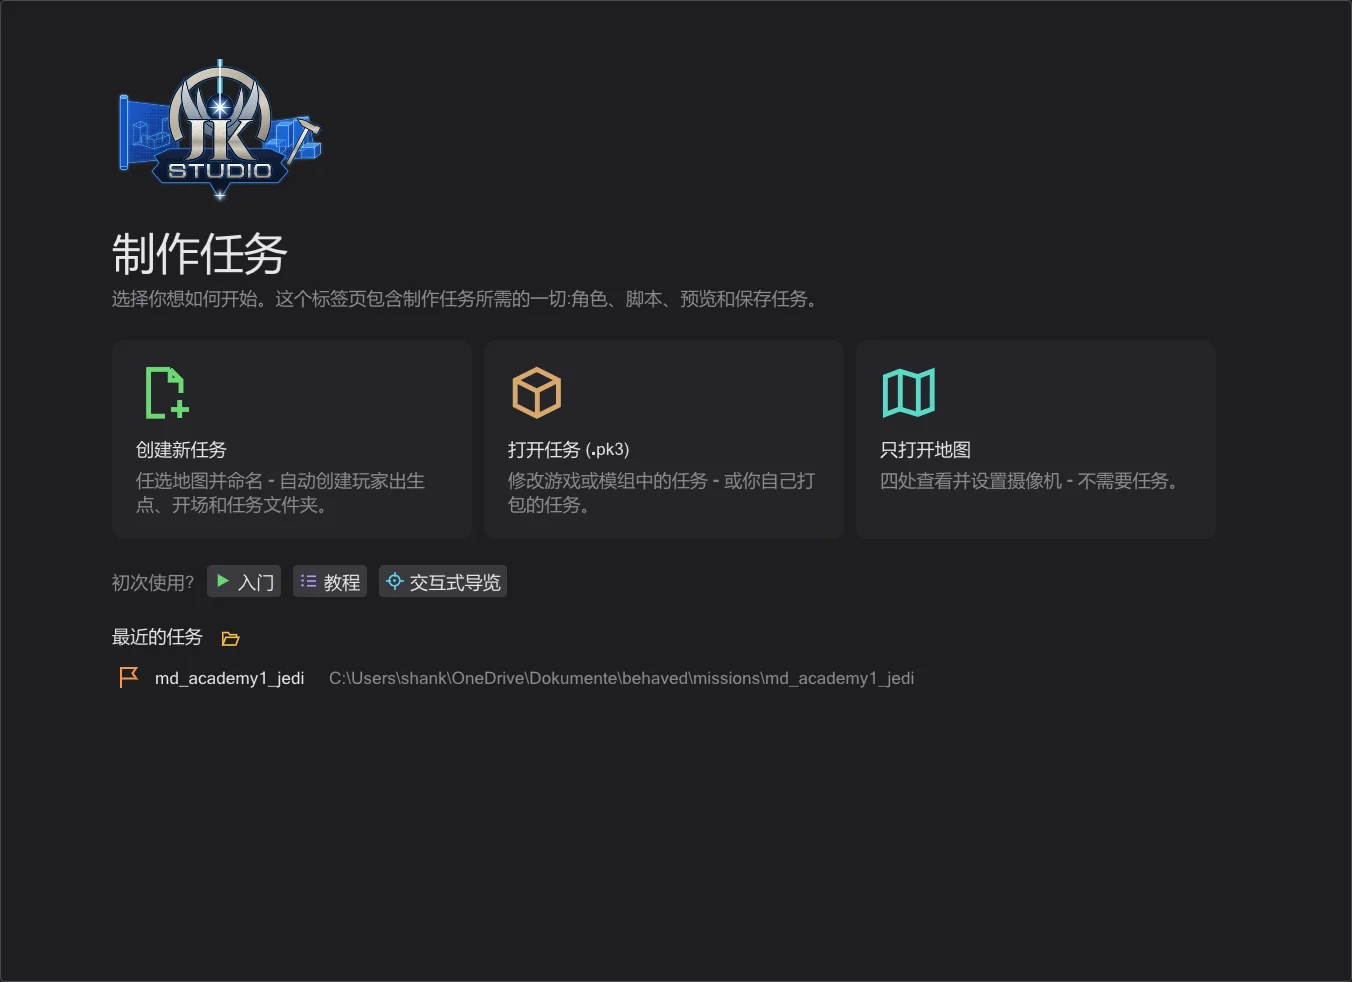 JK
STUDIO
制作任务
选择你想如何开始。这个标签页包含制作任务所需的一切:角色、脚本、预览和保存任务。
创建新任务
任选地图并命名 - 自动创建玩家出生
点、开场和任务文件夹。
打开任务 (.pk3)
修改游戏或模组中的任务 - 或你自己打
包的任务。
只打开地图
四处查看并设置摄像机 - 不需要任务。
初次使用? 入门 教程 交互式导览
最近的任务
md_academy1_jedi C:\Users\shank\OneDrive\Dokumente\behaved\missions\md_academy1_jedi